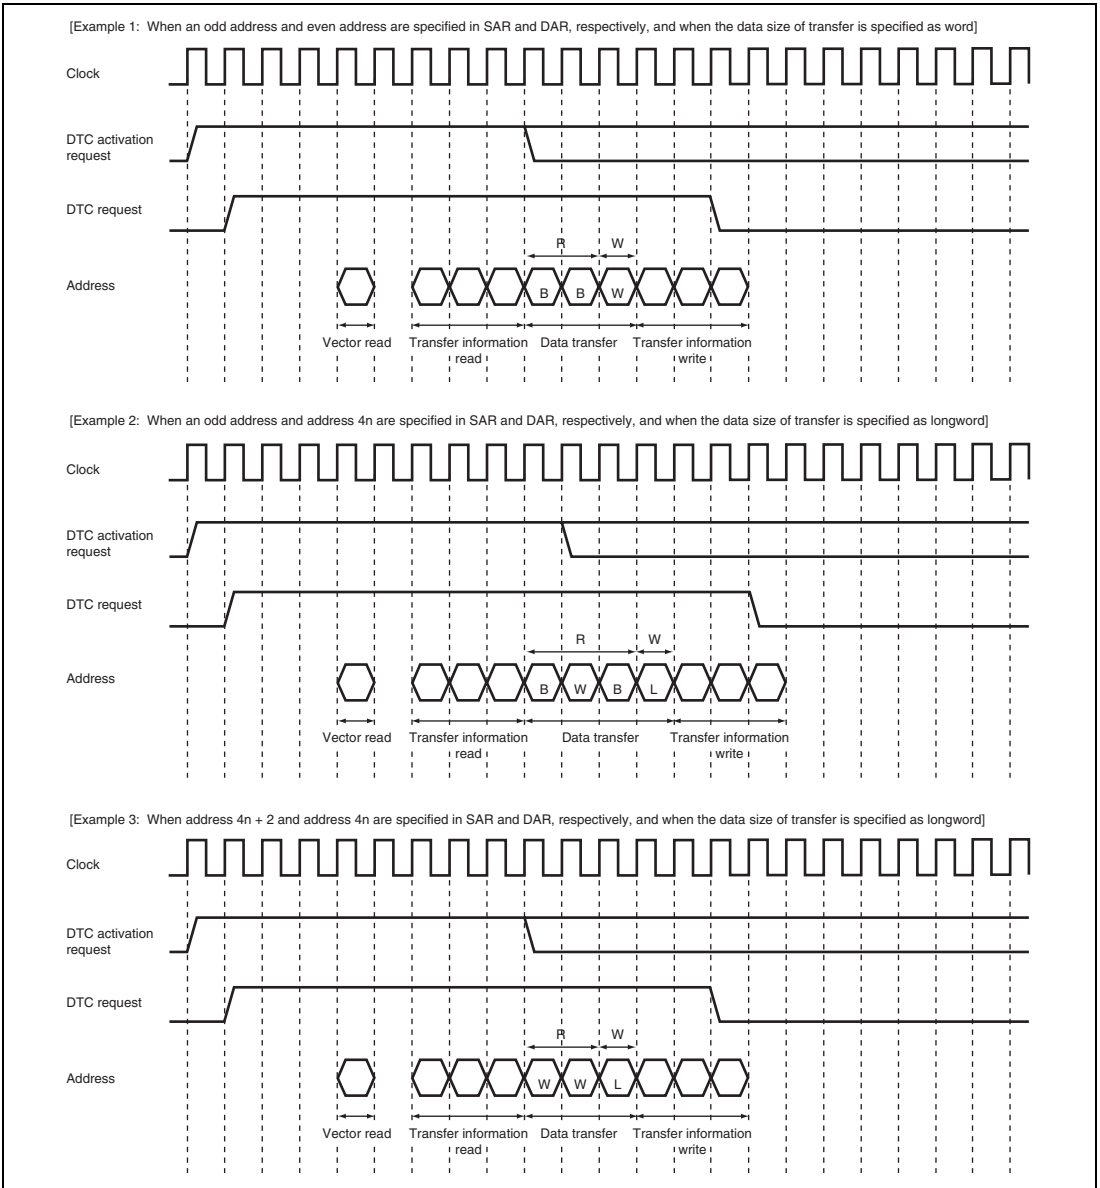 [Example 1: When an odd address and even address are specified in SAR and DAR, respectively, and when the data size of transfer is specified as word]
Clock
DTC activation
request
DTC request
R W
Address
B B W
Vector read Transfer information Data transfer Transfer information
read write
[Example 2: When an odd address and address 4n are specified in SAR and DAR, respectively, and when the data size of transfer is specified as longword]
Clock
DTC activation
request
DTC request
R W
Address
B W B L
Vector read Transfer information Data transfer Transfer information
read write
[Example 3: When address 4n + 2 and address 4n are specified in SAR and DAR, respectively, and when the data size of transfer is specified as longword]
Clock
DTC activation
request
DTC request
R W
Address
W W L
Vector read Transfer information Data transfer Transfer information
read write